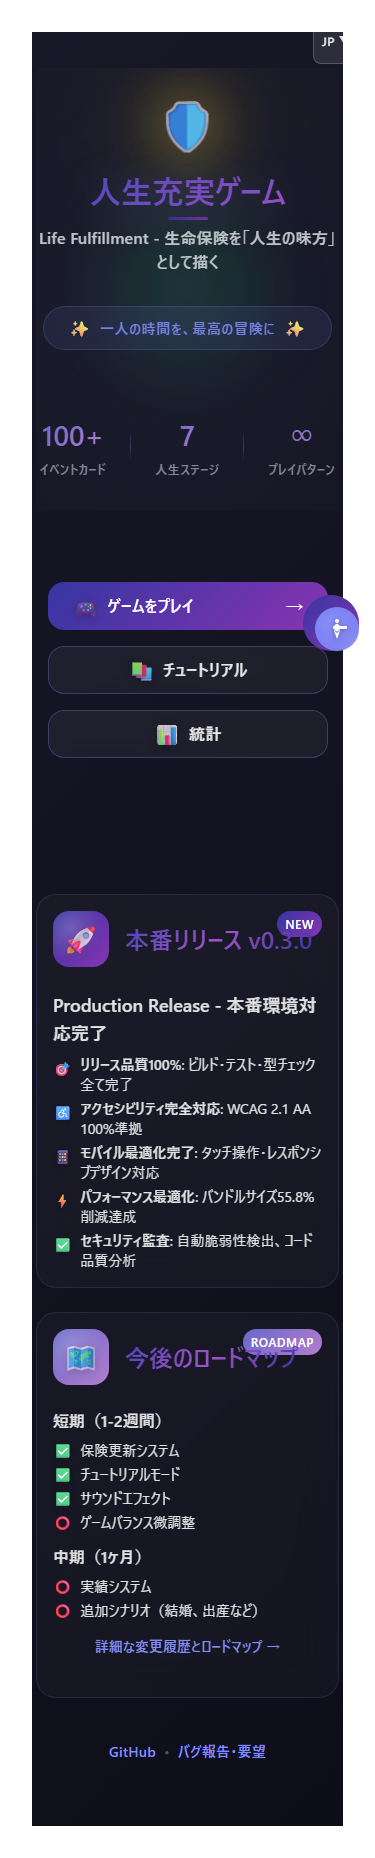 JP
人生充実ゲーム
Life Fulfillment - 生命保険を「人生の味方」
として描く
✨ 一人の時間を、最高の冒険に ✨
100+
イベントカード
7
人生ステージ
∞
プレイパターン
ゲームをプレイ →
チュートリアル
統計
NEW
本番リリース v0.3.0
Production Release - 本番環境対
応完了
リリース品質100%: ビルド・テスト・型チェック
全て完了
アクセシビリティ完全対応: WCAG 2.1 AA
100%準拠
モバイル最適化完了: タッチ操作・レスポンシ
ブデザイン対応
パフォーマンス最適化: バンドルサイズ55.8%
削減達成
セキュリティ監査: 自動脆弱性検出、コード
品質分析
ROADMAP
今後のロードマップ
短期（1-2週間）
✅ 保険更新システム
✅ チュートリアルモード
✅ サウンドエフェクト
⭕ ゲームバランス微調整
中期（1ヶ月）
⭕ 実績システム
⭕ 追加シナリオ（結婚、出産など）
詳細な変更履歴とロードマップ →
GitHub • バグ報告・要望